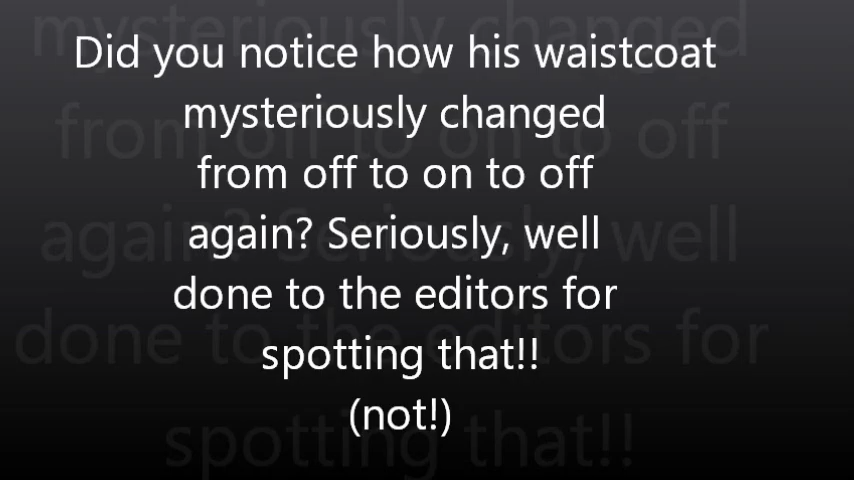 Did you notice how his waistcoat
mysteriously changed
from off to on to off
again? Seriously, well
done to the editors for
spotting that!!
(not!)